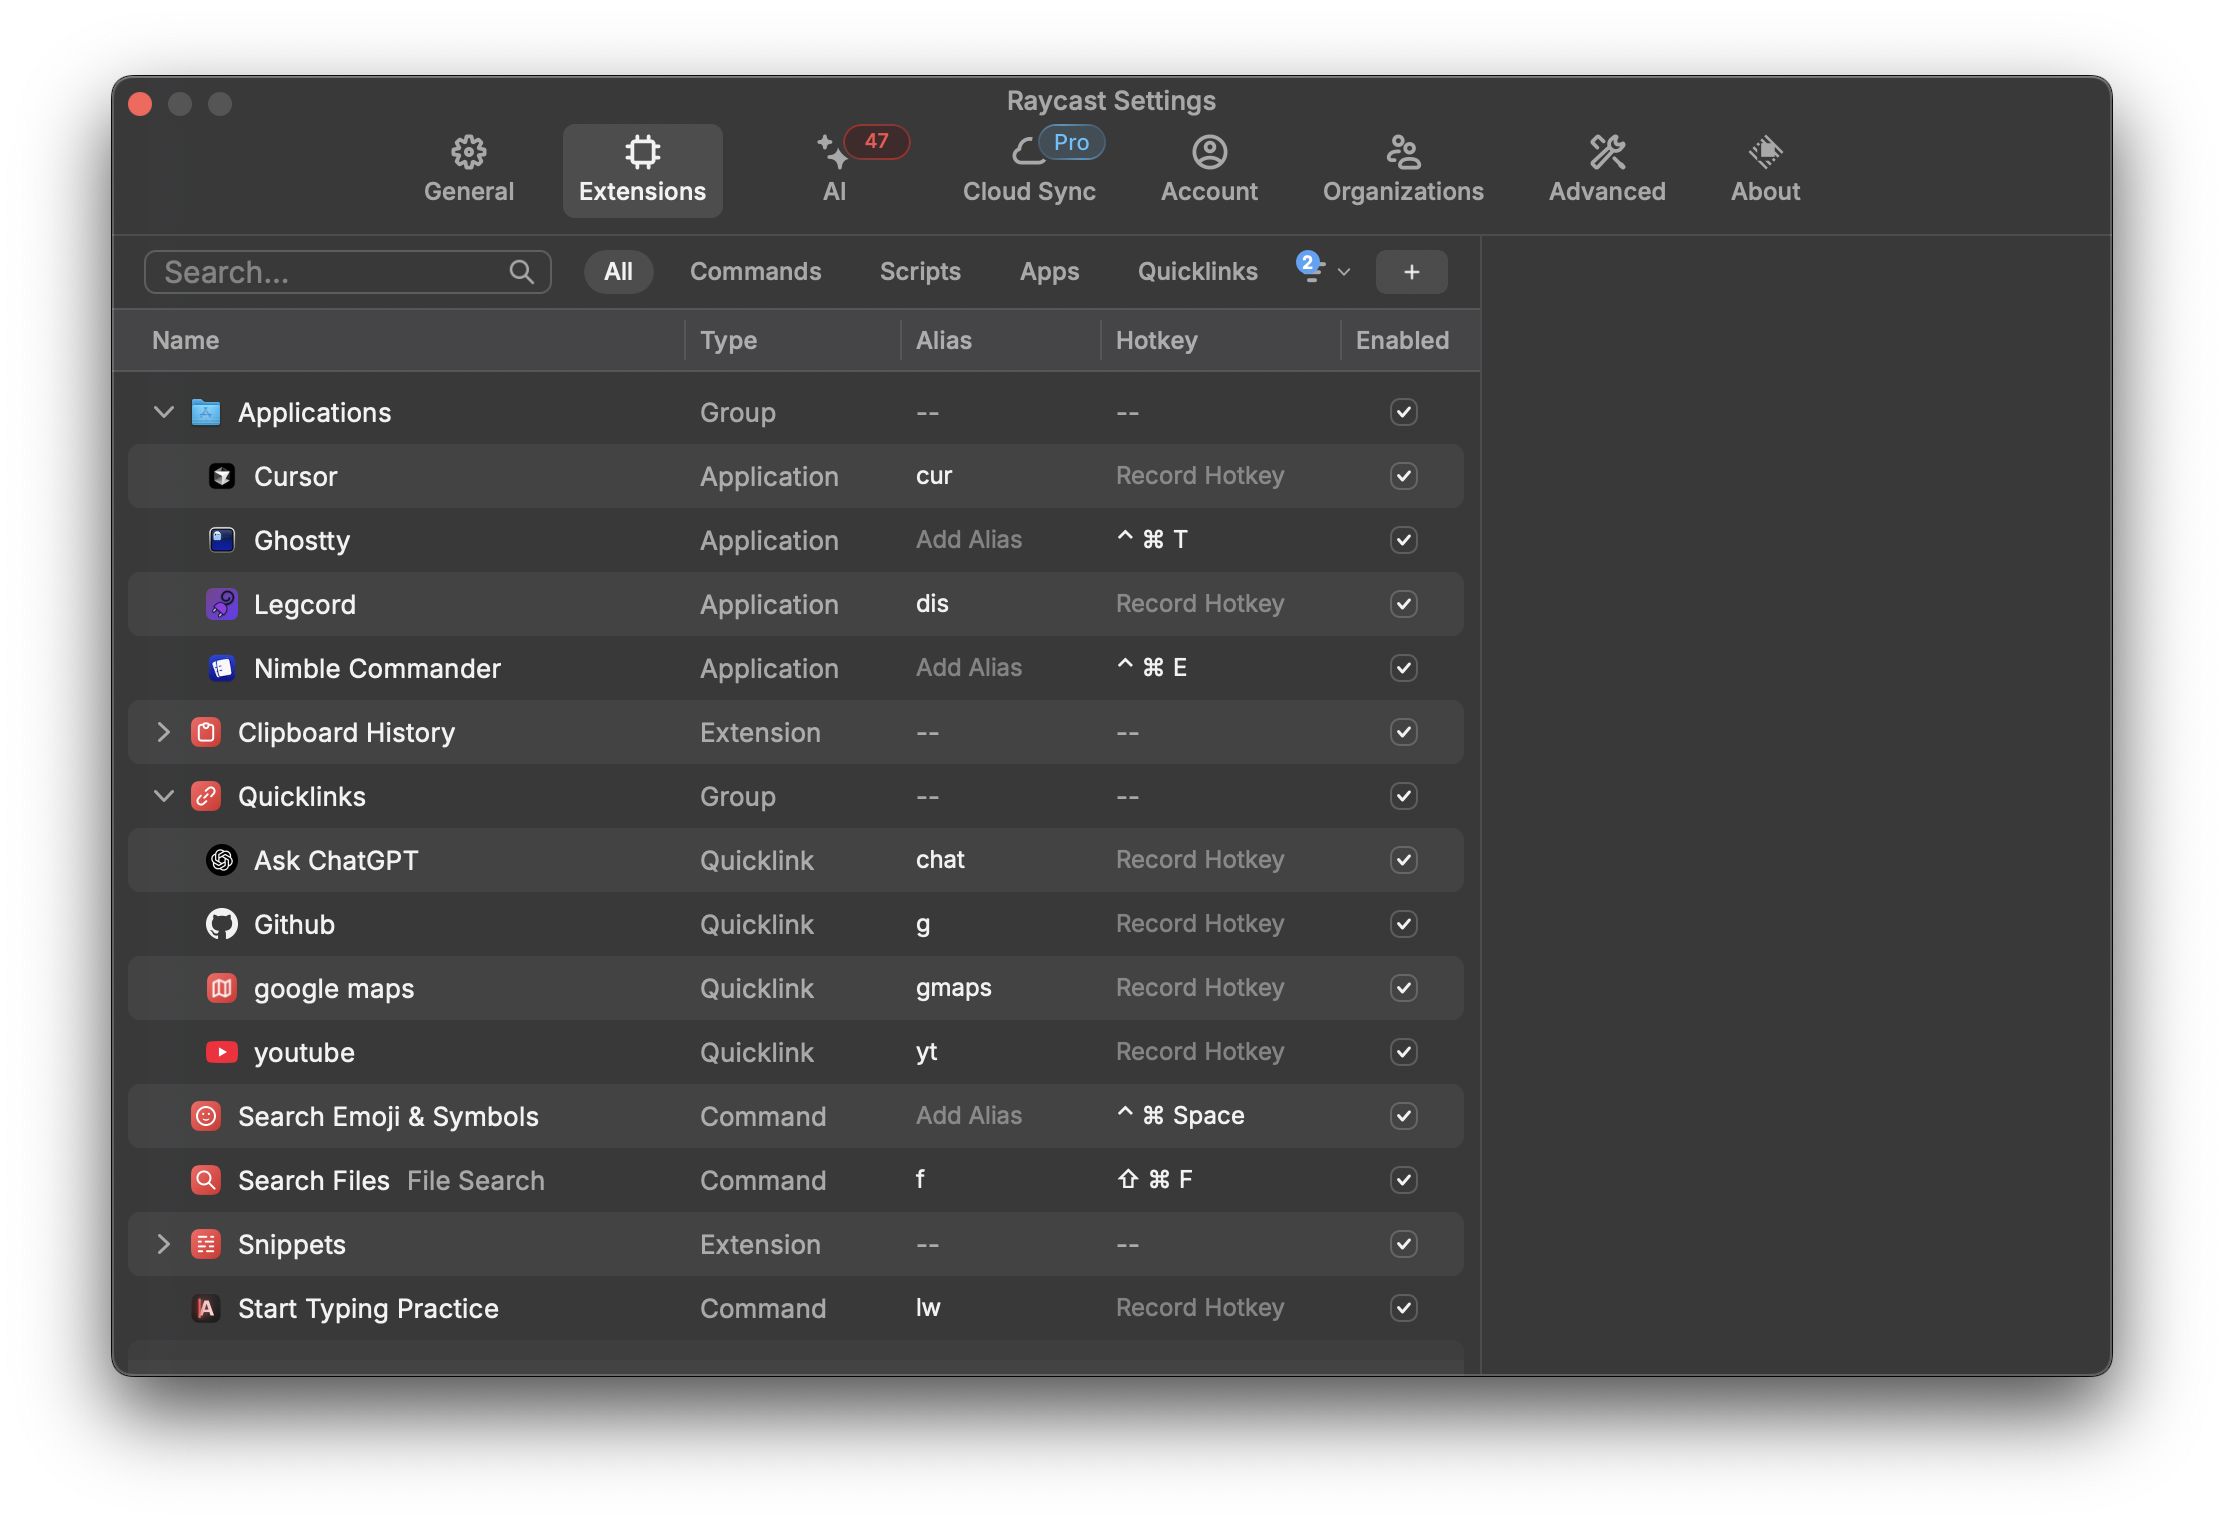 Raycast Settings
General
Extensions
47
AI
Pro
Cloud Sync
Account
Organizations
Advanced
About
Search...
All
Commands
Scripts
Apps
Quicklinks
2
+
Name Type Alias Hotkey Enabled
Applications Group -- --
Cursor Application cur Record Hotkey
Ghostty Application Add Alias ^ ⌘ T
Legcord Application dis Record Hotkey
Nimble Commander Application Add Alias ^ ⌘ E
Clipboard History Extension -- --
Quicklinks Group -- --
Ask ChatGPT Quicklink chat Record Hotkey
Github Quicklink g Record Hotkey
google maps Quicklink gmaps Record Hotkey
youtube Quicklink yt Record Hotkey
Search Emoji & Symbols Command Add Alias ^ ⌘ Space
Search Files File Search Command f ⇧ ⌘ F
Snippets Extension -- --
Start Typing Practice Command lw Record Hotkey